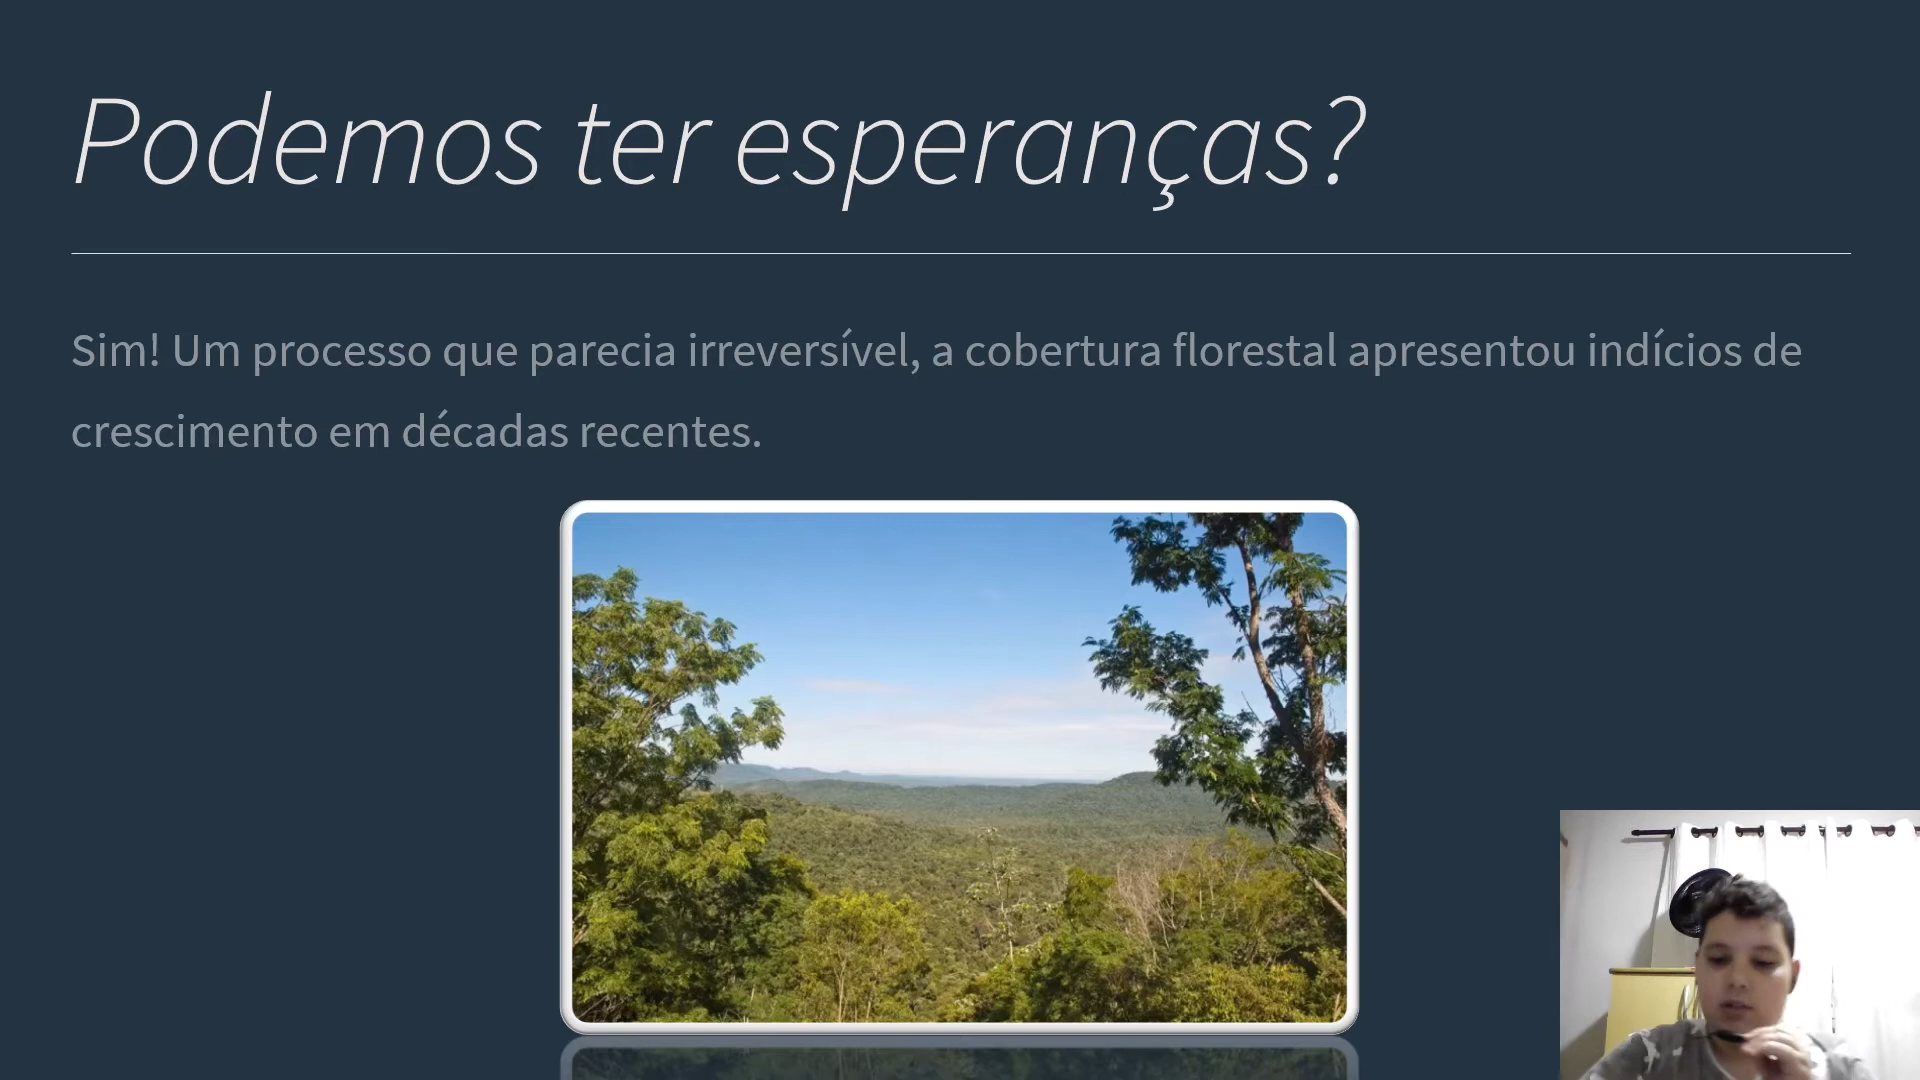 Podemos ter esperanças?
Sim! Um processo que parecia irreversível, a cobertura florestal apresentou indícios de
crescimento em décadas recentes.